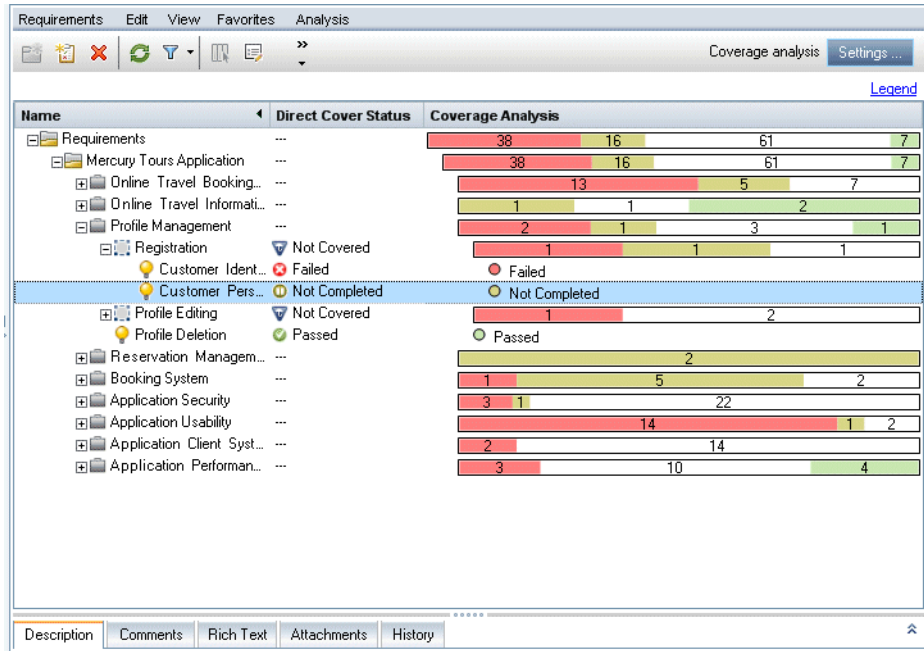 Requirements Edit View Favorites Analysis
» Coverage analysis Settings ...
Legend
Name Direct Cover Status Coverage Analysis
Requirements --- 38 16 61 7
Mercury Tours Application --- 38 16 61 7
Online Travel Booking... --- 13 5 7
Online Travel Informati... --- 1 1 2
Profile Management --- 2 1 3 1
Registration Not Covered 1 1 1
Customer Ident... Failed Failed
Customer Pers... Not Completed Not Completed
Profile Editing Not Covered 1 2
Profile Deletion Passed Passed
Reservation Managem... --- 2
Booking System --- 1 5 2
Application Security --- 3 1 22
Application Usability --- 14 1 2
Application Client Syst... --- 2 14
Application Performan... --- 3 10 4
Description Comments Rich Text Attachments History